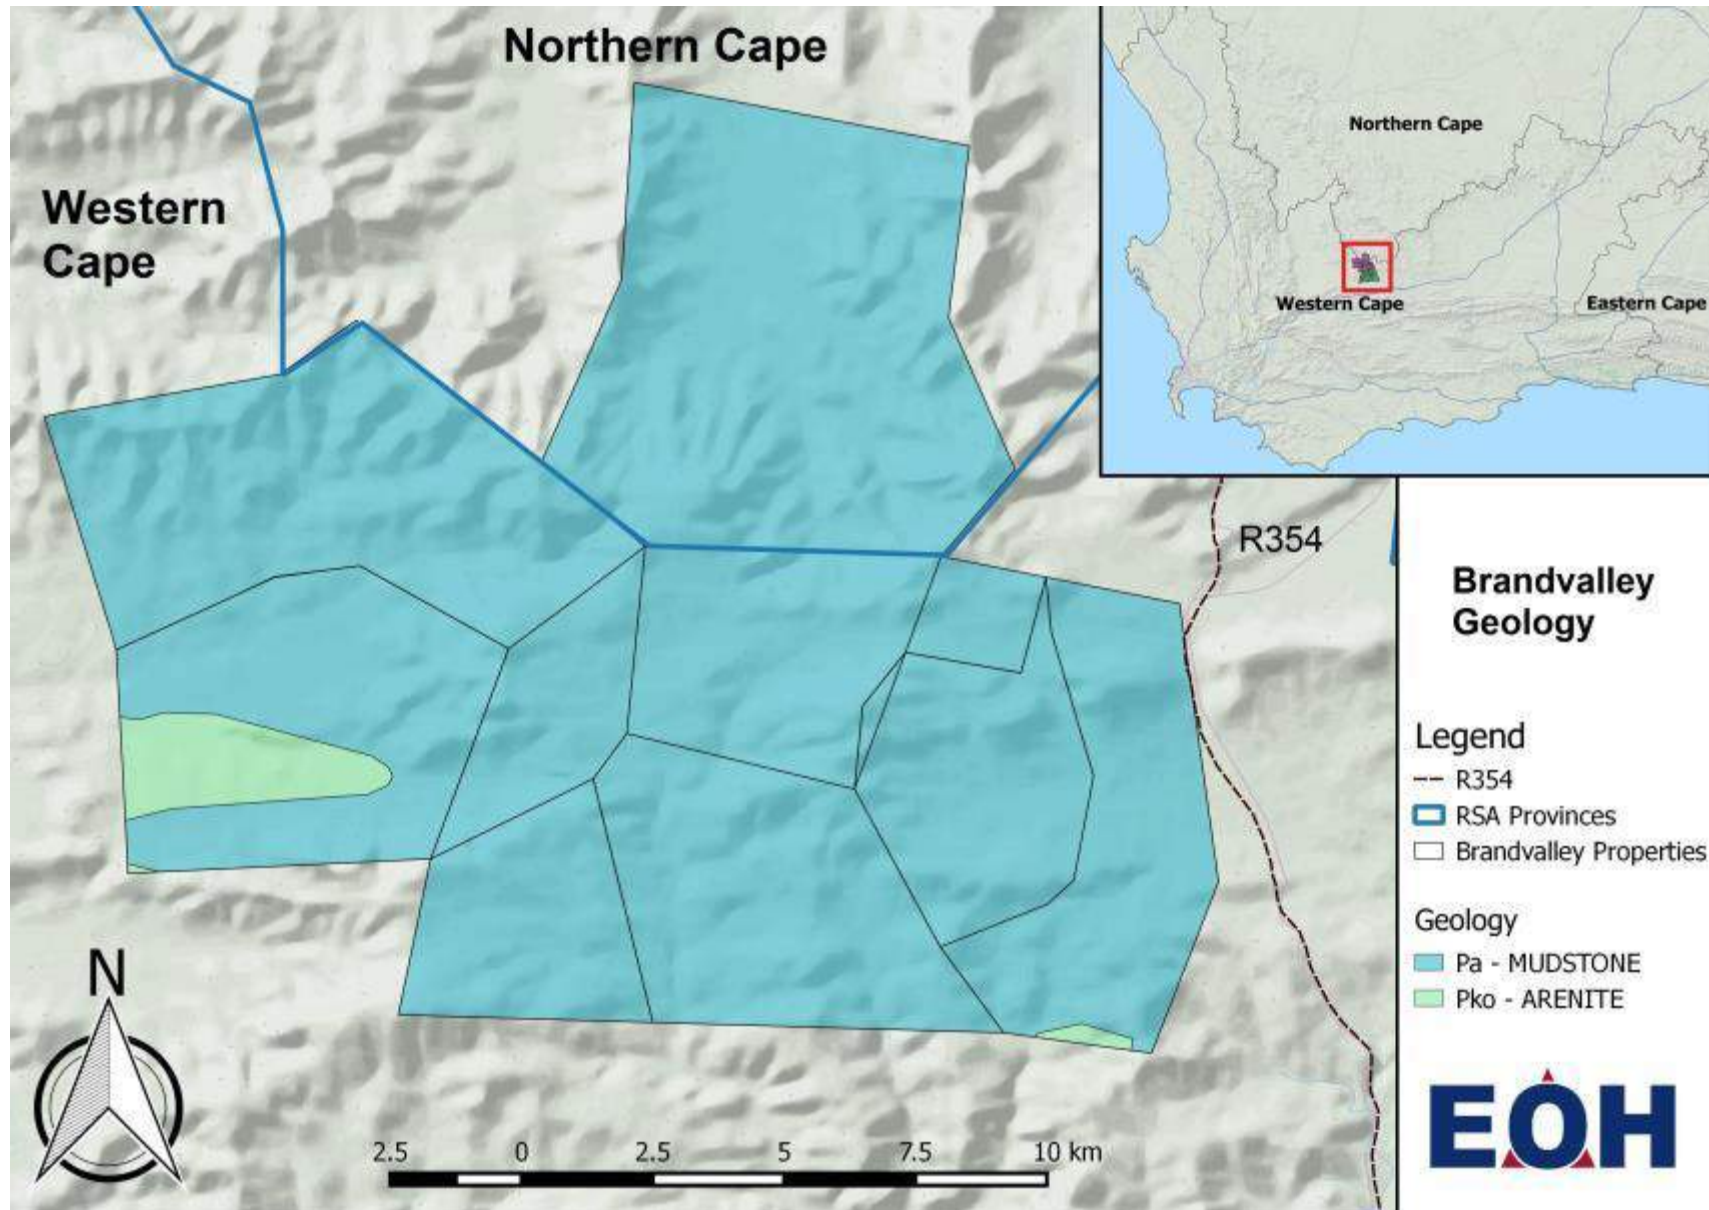 Northern Cape
Western
Cape
Northern Cape
Western Cape
Eastern Cape
R354
Brandvalley
Geology
Legend
R354
RSA Provinces
Brandvalley Properties
Geology
Pa - MUDSTONE
Pko - ARENITE
N
2.5 0 2.5 5 7.5 10 km
EOH